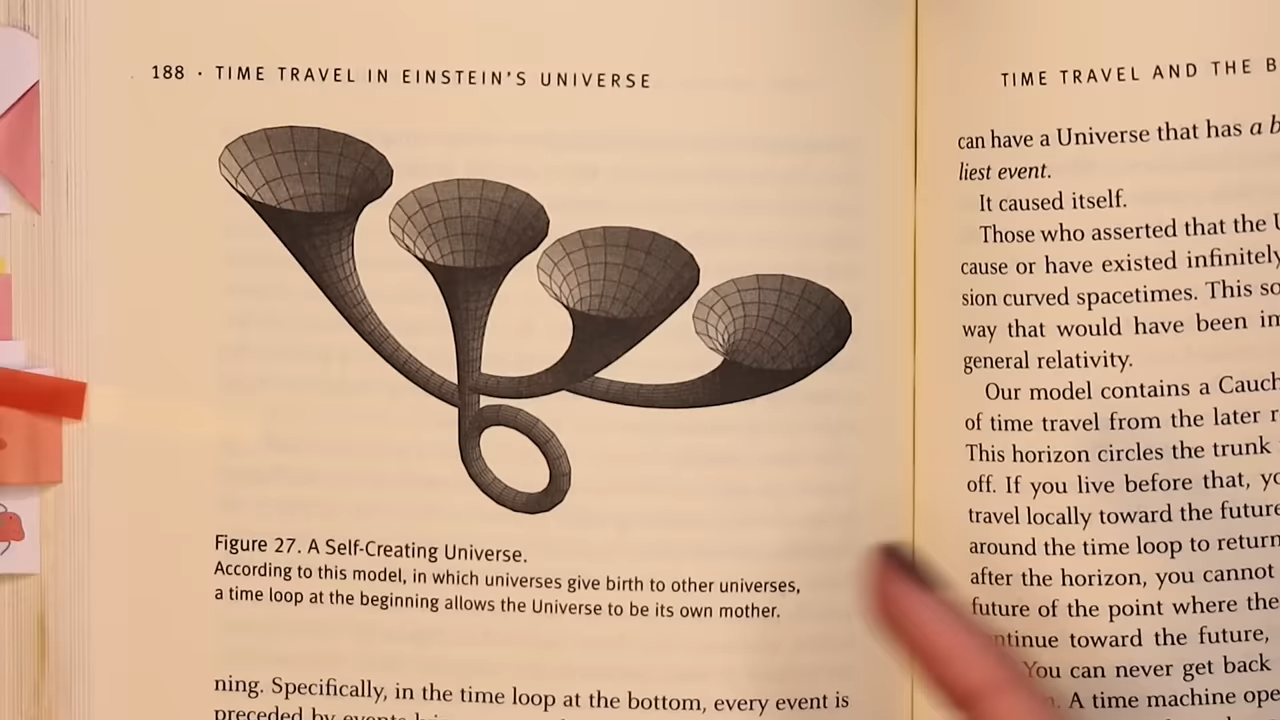 188 · TIME TRAVEL IN EINSTEIN'S UNIVERSE
Figure 27. A Self-Creating Universe.
According to this model, in which universes give birth to other universes,
a time loop at the beginning allows the Universe to be its own mother.
ning. Specifically, in the time loop at the bottom, every event is
preceded by events
TIME TRAVEL AND THE B
can have a Universe that has a b
liest event.
It caused itself.
Those who asserted that the U
cause or have existed infinitely
sion curved spacetimes. This so
way that would have been im
general relativity.
Our model contains a Cauch
of time travel from the later r
This horizon circles the trunk
off. If you live before that, yo
travel locally toward the future
around the time loop to return
after the horizon, you cannot
future of the point where the
ntinue toward the future,
You can never get back
A time machine ope